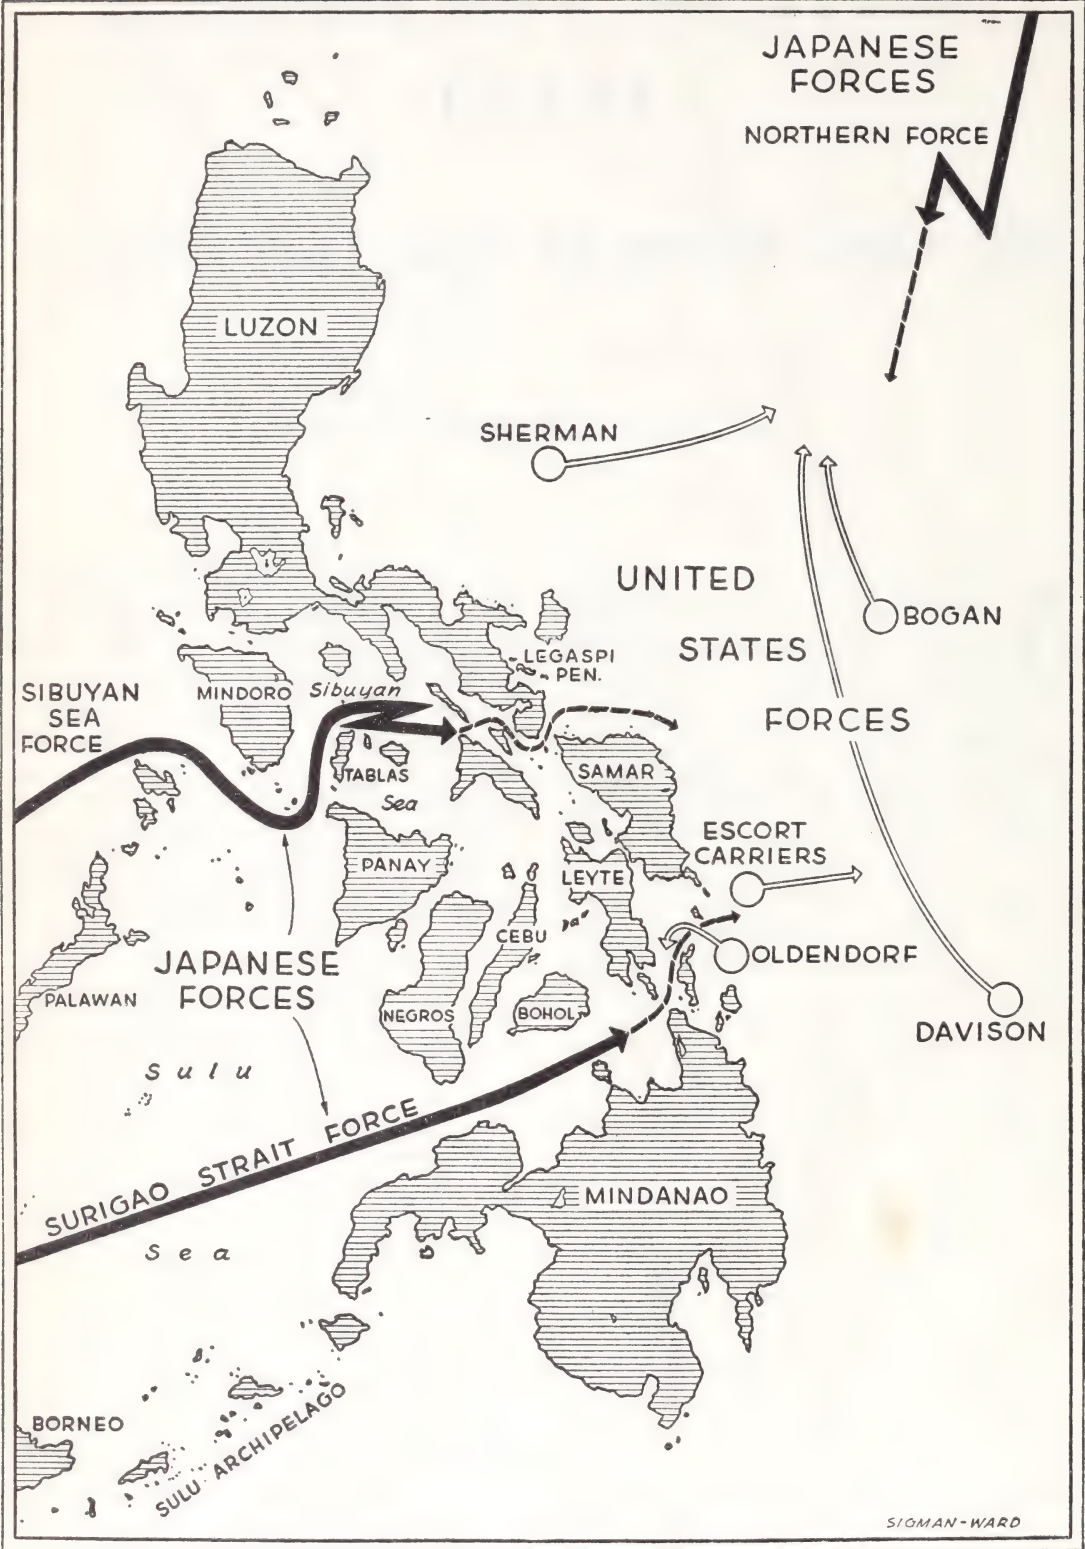 JAPANESE
FORCES
NORTHERN FORCE
LUZON
SHERMAN
UNITED
STATES
FORCES
BOGAN
LEGASPI
PEN.
SIBUYAN
SEA
FORCE
MINDORO
Sibuyan
TABLAS
Sea
SAMAR
PANAY
ESCORT
CARRIERS
LEYTE
CEBU
OLDENDORF
JAPANESE
FORCES
PALAWAN
NEGROS
BOHOL
DAVISON
Sulu
SURIGAO STRAIT FORCE
MINDANAO
Sea
BORNEO
SULU ARCHIPELAGO
SIGMAN-WARD